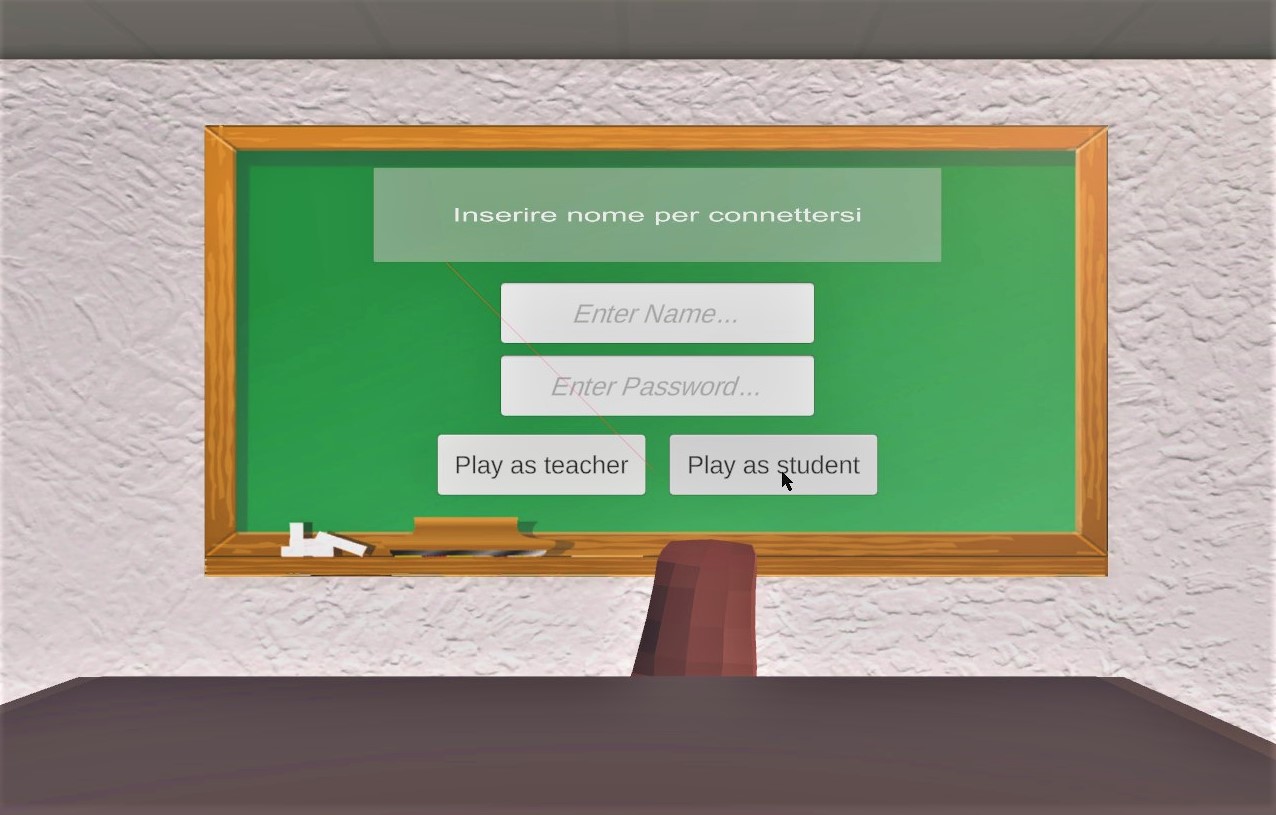 Inserire nome per connettersi
Enter Name...
Enter Password...
Play as teacher
Play as student